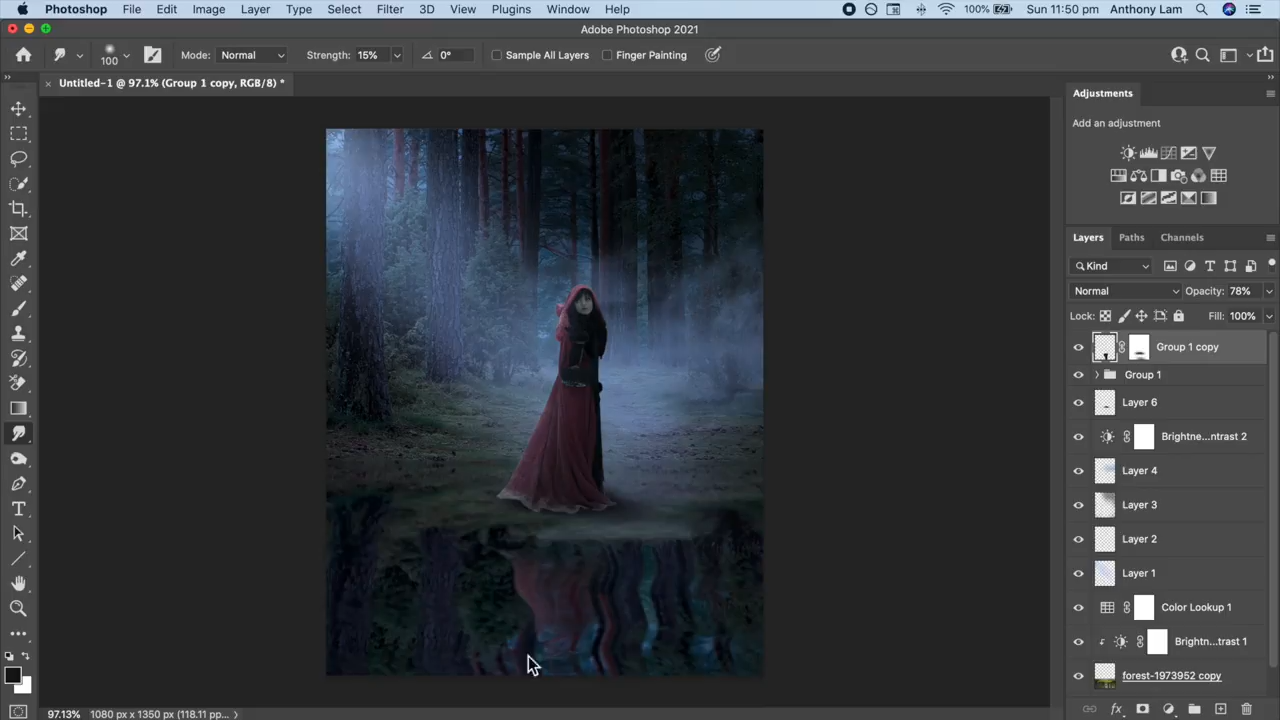 Photoshop File Edit Image Layer Type Select Filter 3D View Plugins Window Help 100% Sun 11:50 pm Anthony Lam
Adobe Photoshop 2021
100 Mode: Normal Strength: 15% 0° Sample All Layers Finger Painting
Untitled-1 @ 97.1% (Group 1 copy, RGB/8) *
Adjustments
Add an adjustment
Layers Paths Channels
Kind
Normal Opacity: 78%
Lock: Fill: 100%
Group 1 copy
Group 1
Layer 6
Brightne...ntrast 2
Layer 4
Layer 3
Layer 2
Layer 1
Color Lookup 1
Brightn...trast 1
forest-1973952 copy
97.13% 1080 px x 1350 px (118.11 pp...